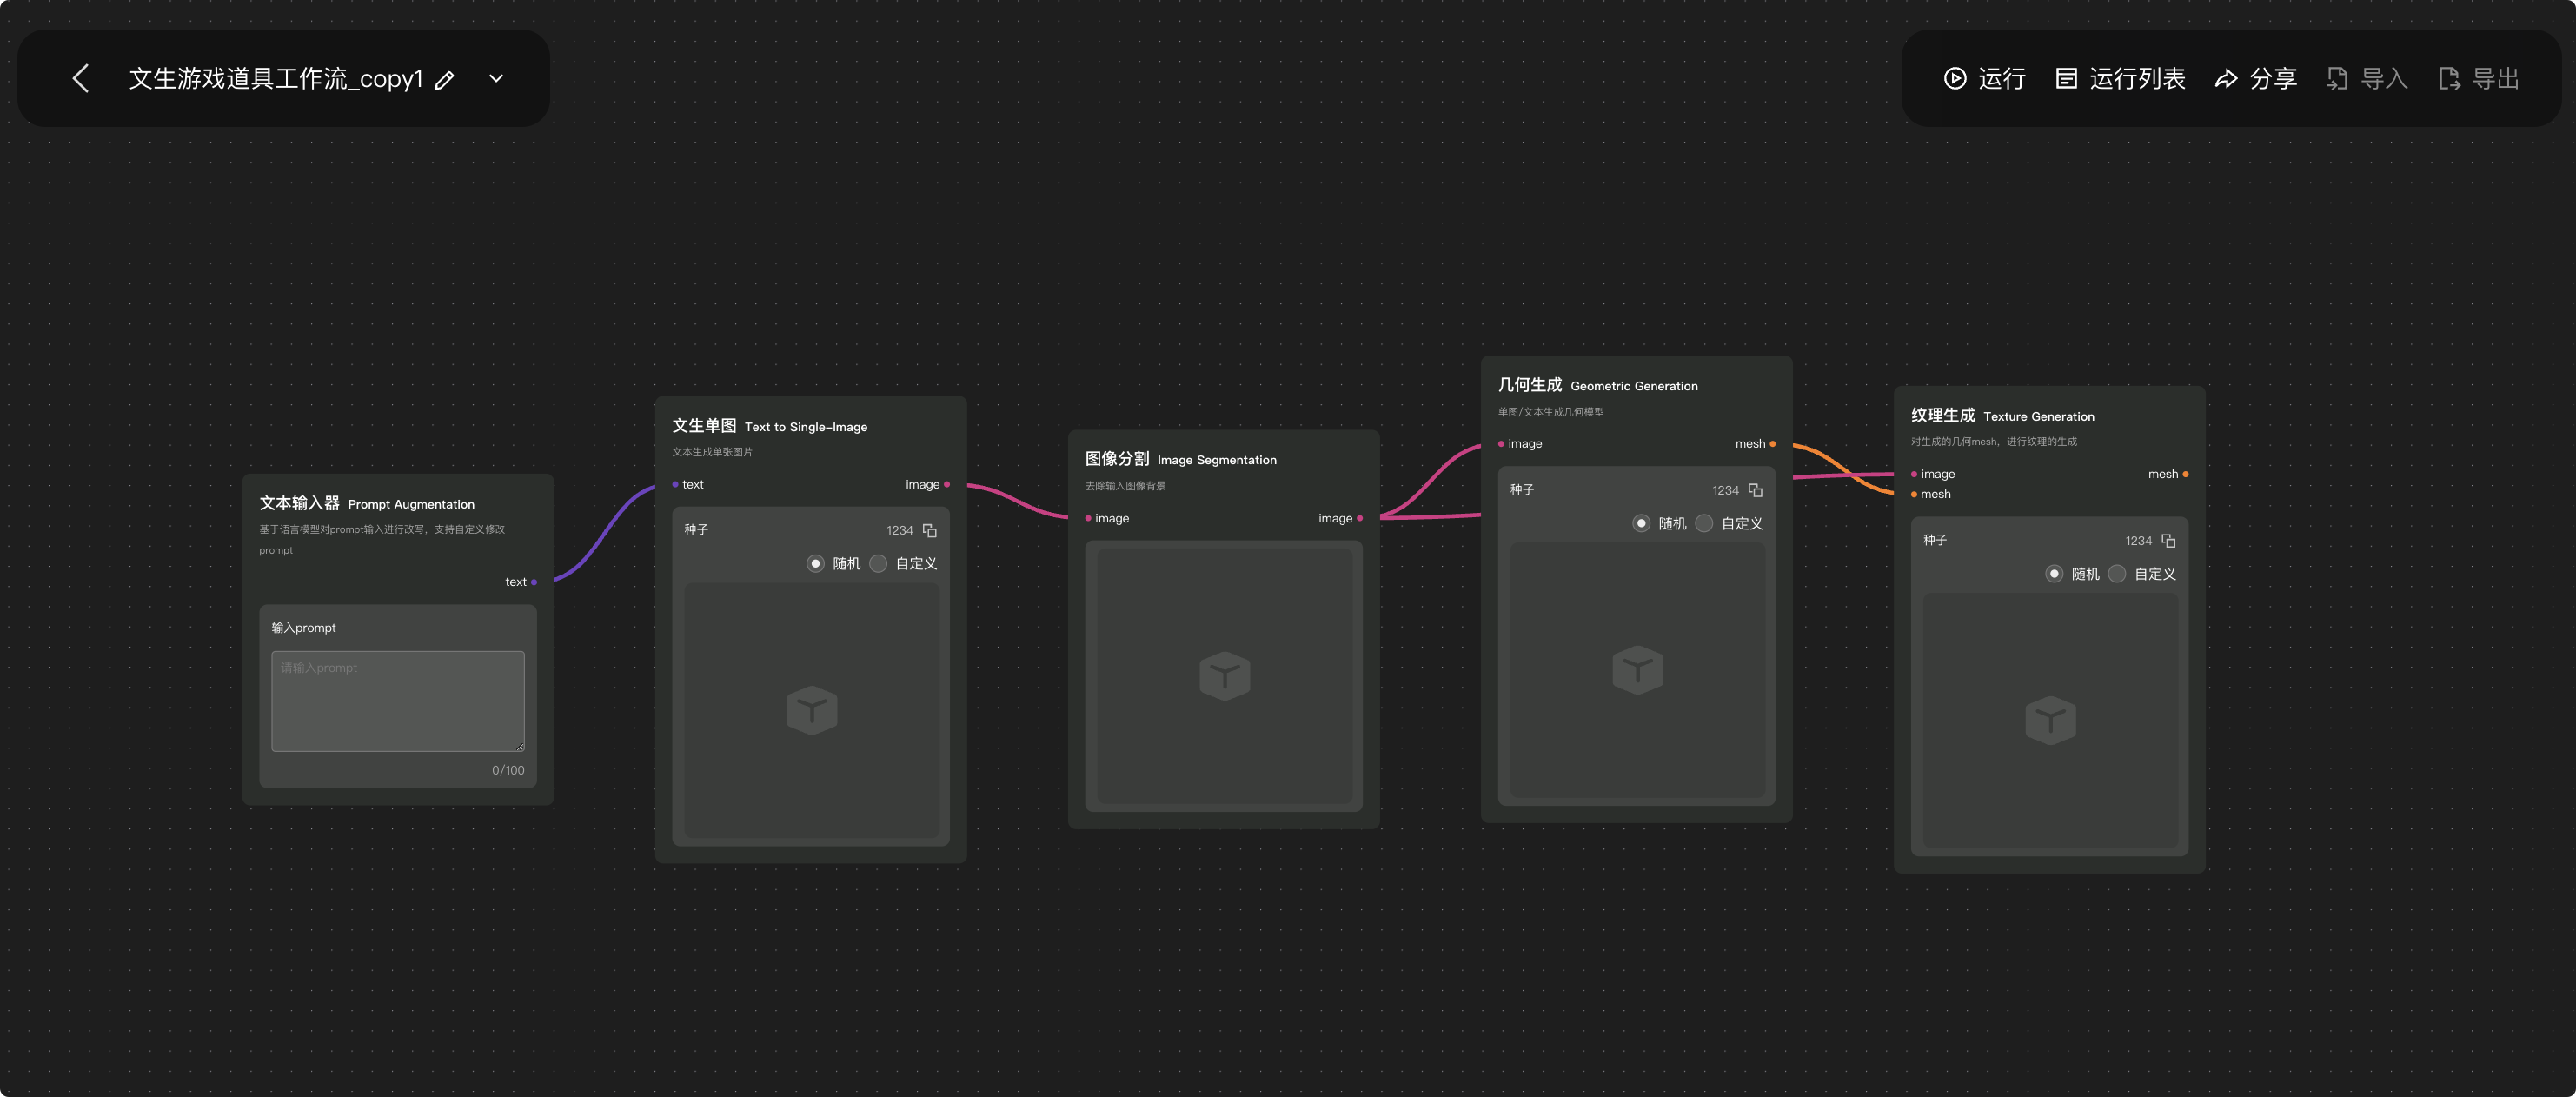 文生游戏道具工作流_copy1
运行 运行列表 分享 导入 导出
文本输入器 Prompt Augmentation
基于语言模型对prompt输入进行改写，支持自定义修改
prompt
text
输入prompt
请输入prompt
0/100
文生单图 Text to Single-Image
文本生成单张图片
text image
种子 1234
随机 自定义
图像分割 Image Segmentation
去除输入图像背景
image image
几何生成 Geometric Generation
单图/文本生成几何模型
image mesh
种子 1234
随机 自定义
纹理生成 Texture Generation
对生成的几何mesh，进行纹理的生成
image mesh
mesh
种子 1234
随机 自定义